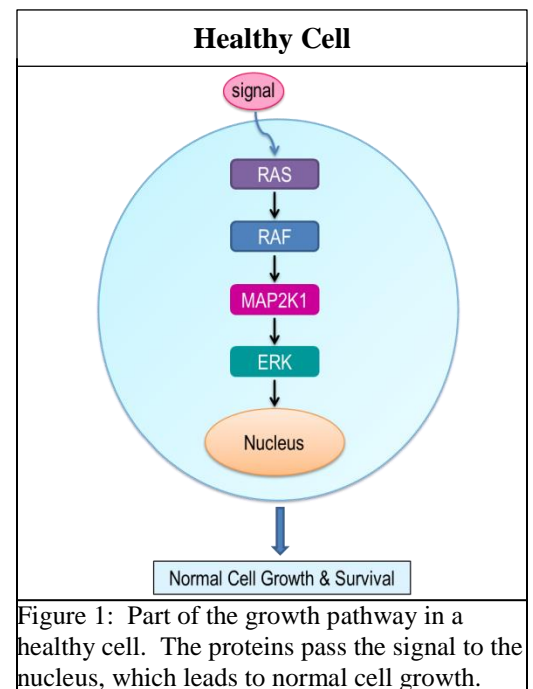 Healthy Cell
signal
RAS
RAF
MAP2K1
ERK
Nucleus
Normal Cell Growth & Survival
Figure 1: Part of the growth pathway in a
healthy cell. The proteins pass the signal to the
nucleus, which leads to normal cell growth.